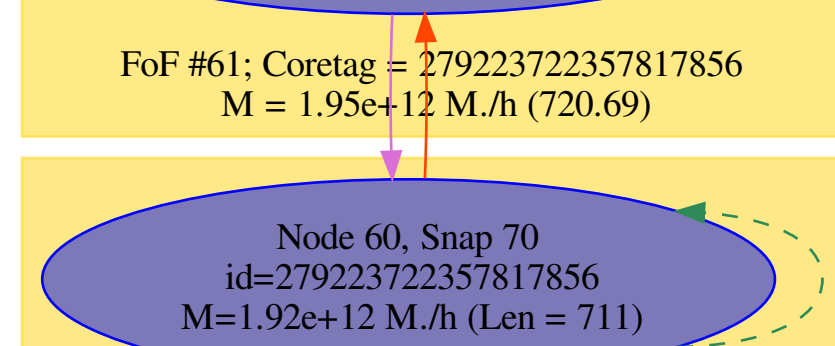 FoF #61; Coretag = 279223722357817856
M = 1.95e+12 M./h (720.69)
Node 60, Snap 70
id=279223722357817856
M=1.92e+12 M./h (Len = 711)